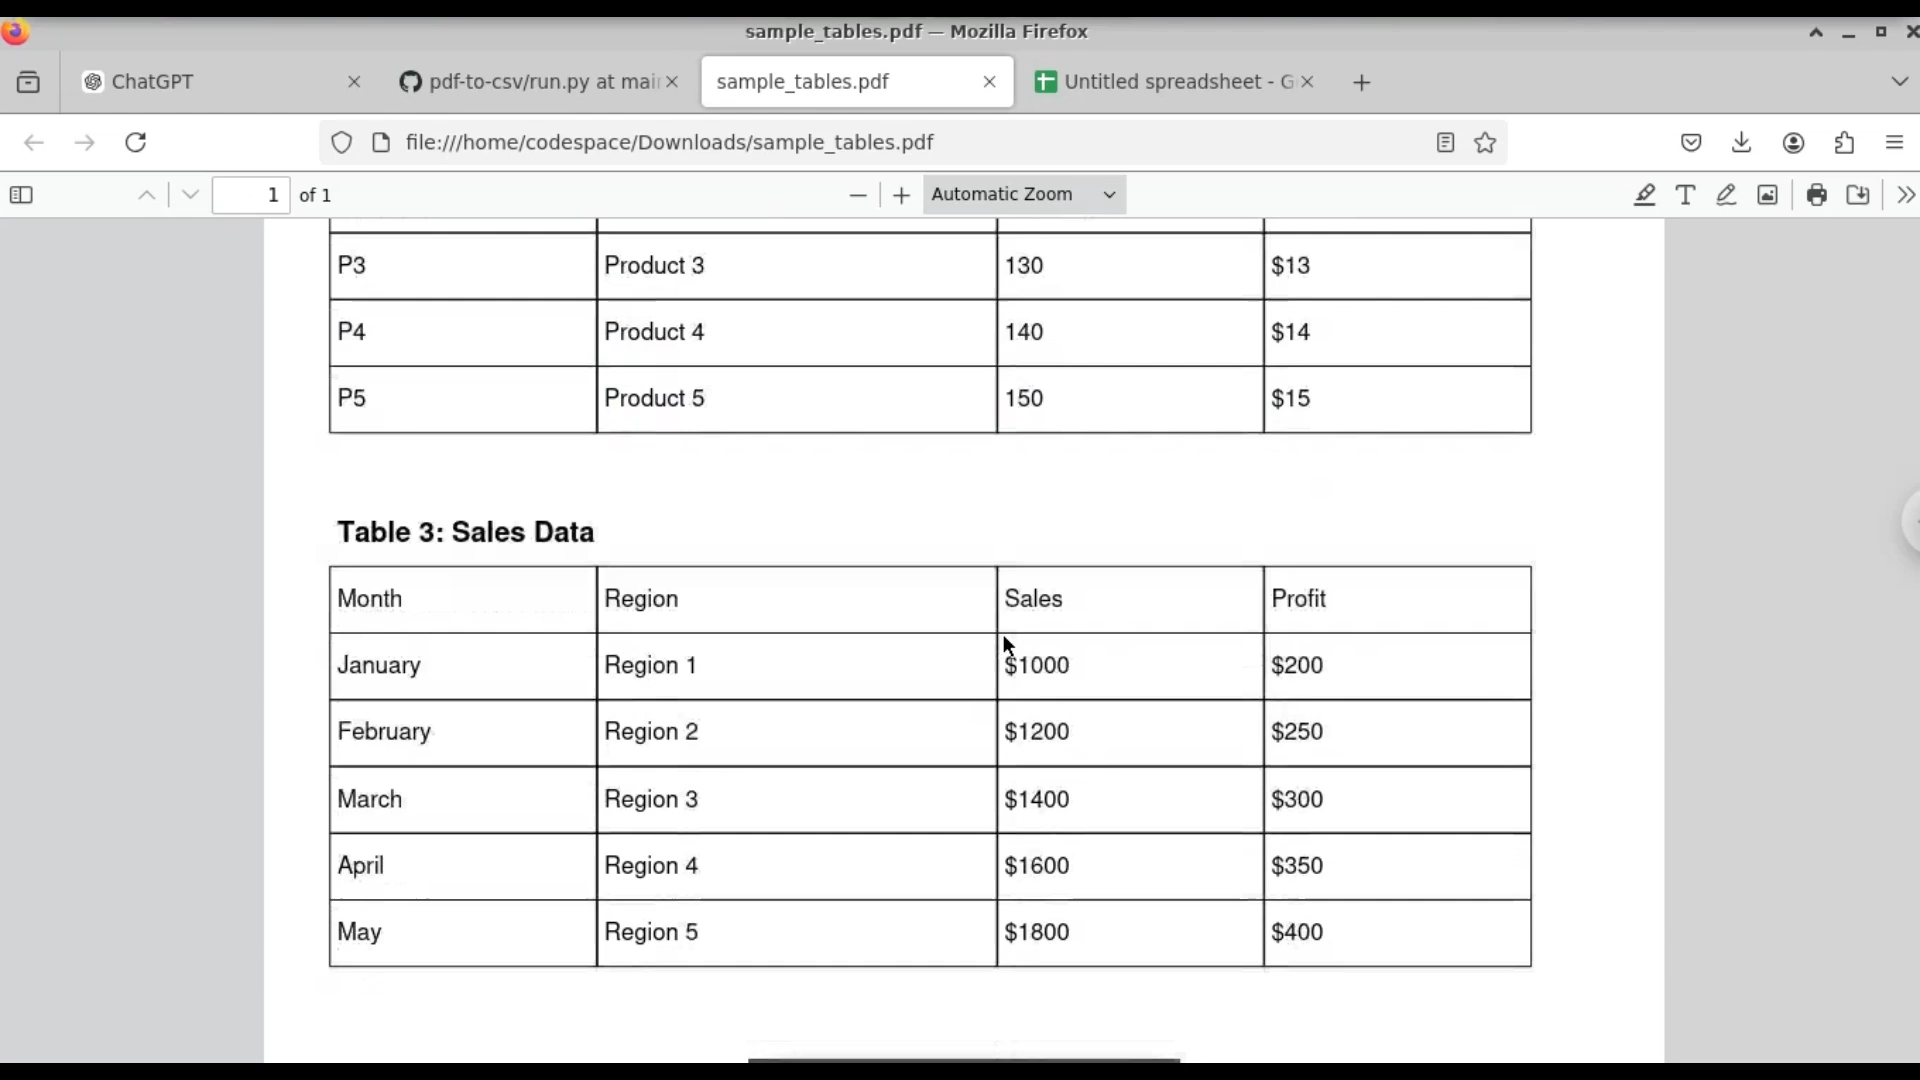 sample_tables.pdf — Mozilla Firefox
ChatGPT
pdf-to-csv/run.py at mai
sample_tables.pdf
Untitled spreadsheet - G
file:///home/codespace/Downloads/sample_tables.pdf
1 of 1
Automatic Zoom
P3 Product 3 130 $13
P4 Product 4 140 $14
P5 Product 5 150 $15
Table 3: Sales Data
Month Region Sales Profit
January Region 1 $1000 $200
February Region 2 $1200 $250
March Region 3 $1400 $300
April Region 4 $1600 $350
May Region 5 $1800 $400